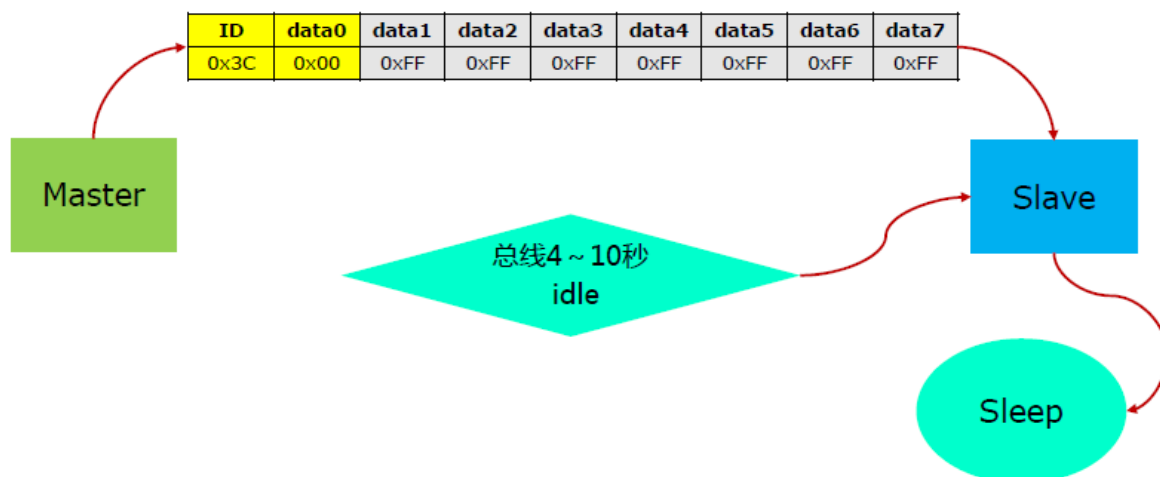 ID data0 data1 data2 data3 data4 data5 data6 data7
0x3C 0x00 0xFF 0xFF 0xFF 0xFF 0xFF 0xFF 0xFF
Master
Slave
总线4～10秒
idle
Sleep